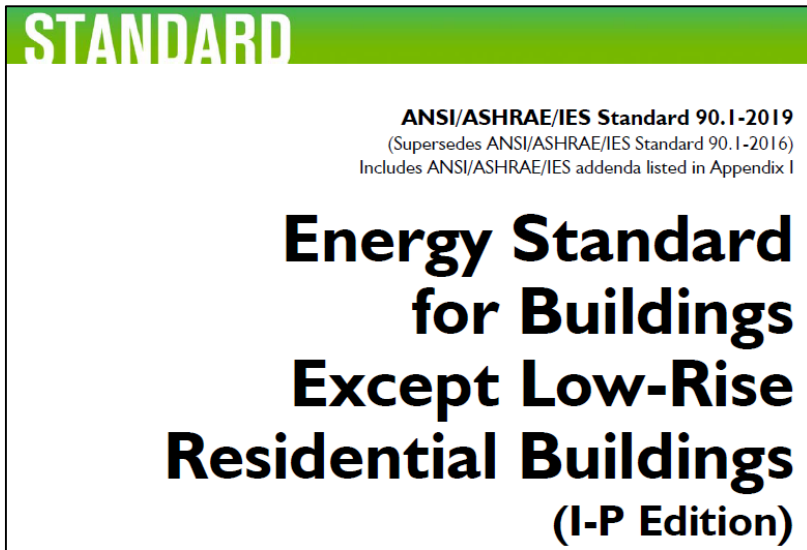 STANDARD
ANSI/ASHRAE/IES Standard 90.1-2019
(Supersedes ANSI/ASHRAE/IES Standard 90.1-2016)
Includes ANSI/ASHRAE/IES addenda listed in Appendix I
Energy Standard
for Buildings
Except Low-Rise
Residential Buildings
(I-P Edition)